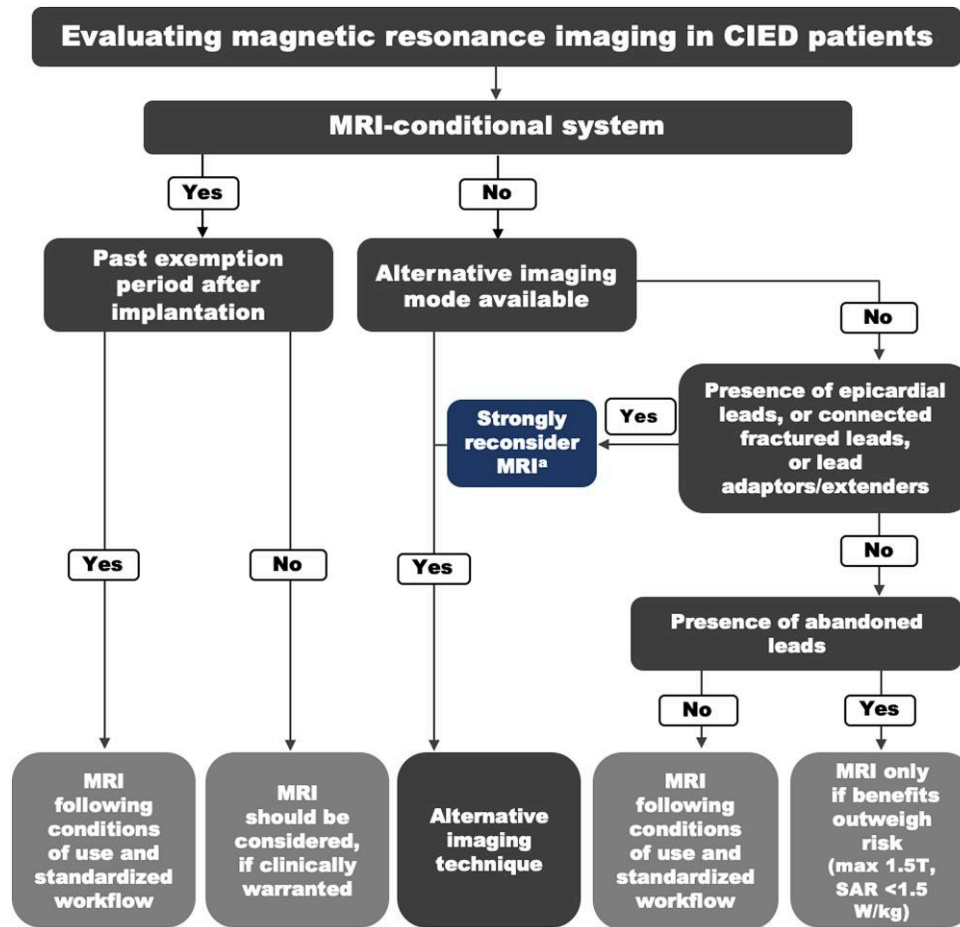 Evaluating magnetic resonance imaging in CIED patients
MRI-conditional system
Yes
No
Past exemption
period after
implantation
Alternative imaging
mode available
No
Presence of epicardial
leads, or connected
fractured leads,
or lead
adaptors/extenders
Yes
Strongly
reconsider
MRIᵃ
Yes
No
Yes
No
Presence of abandoned
leads
No
Yes
MRI
following
conditions
of use and
standardized
workflow
MRI
should be
considered,
if clinically
warranted
Alternative
imaging
technique
MRI
following
conditions
of use and
standardized
workflow
MRI only
if benefits
outweigh
risk
(max 1.5T,
SAR <1.5
W/kg)